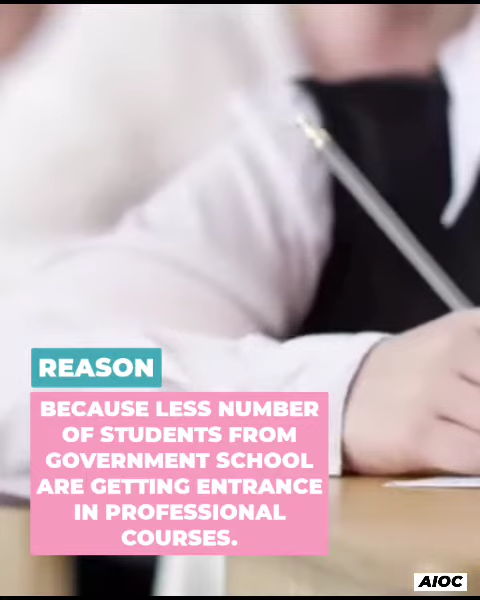 REASON
BECAUSE LESS NUMBER
OF STUDENTS FROM
GOVERNMENT SCHOOL
ARE GETTING ENTRANCE
IN PROFESSIONAL
COURSES.
AIOC